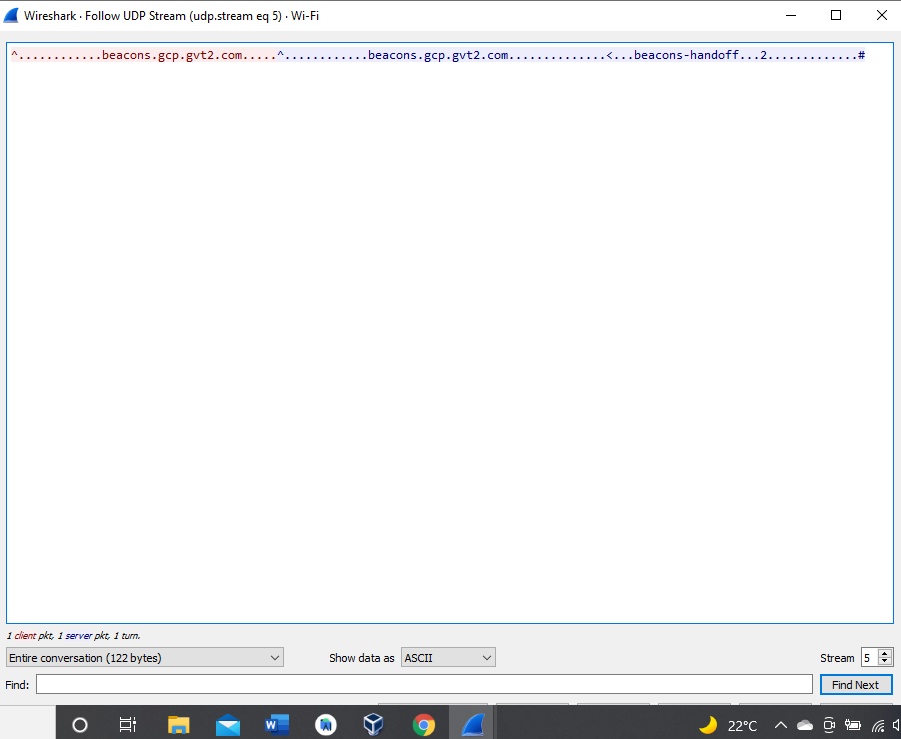 Wireshark · Follow UDP Stream (udp.stream eq 5) · Wi-Fi
^............beacons.gcp.gvt2.com.....^............beacons.gcp.gvt2.com..............<...beacons-handoff...2.............#
1 client pkt, 1 server pkt, 1 turn.
Entire conversation (122 bytes) Show data as ASCII Stream 5
Find: Find Next
22°C